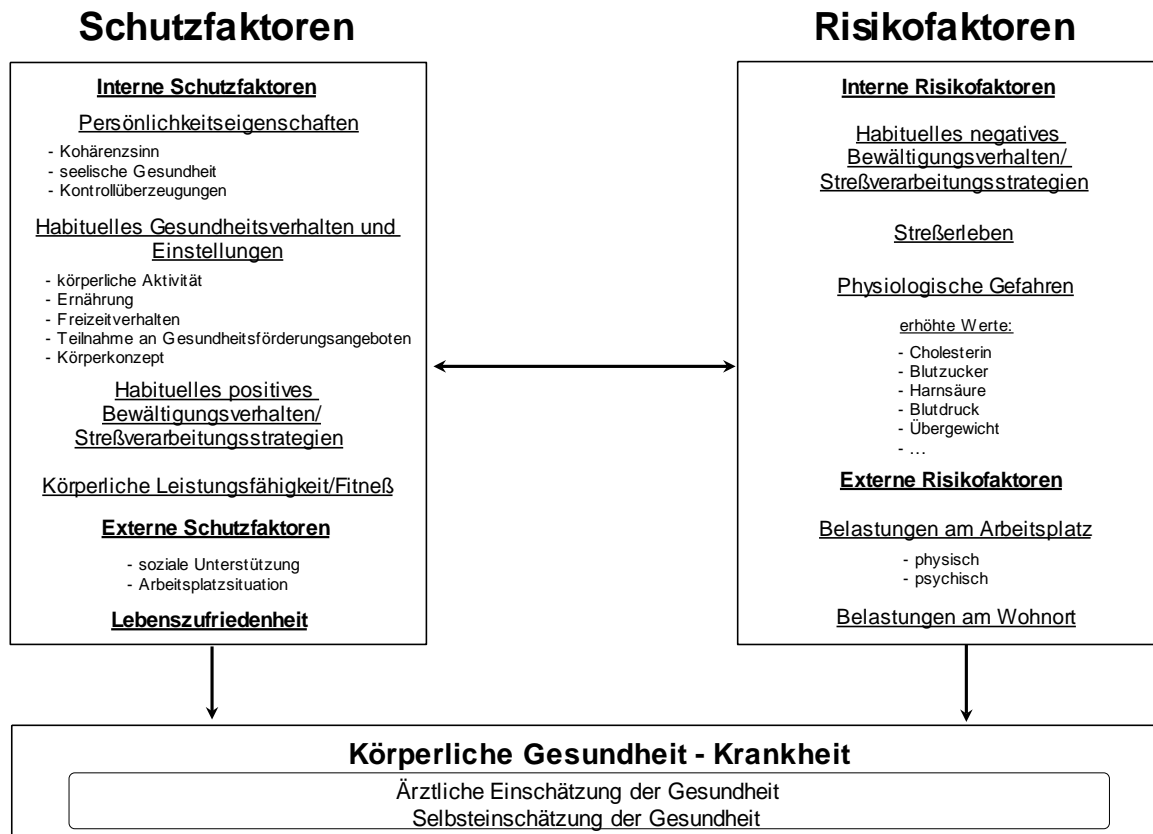 Schutzfaktoren
Interne Schutzfaktoren
Persönlichkeitseigenschaften
- Kohärenzsinn
- seelische Gesundheit
- Kontrollüberzeugungen
Habituelles Gesundheitsverhalten und
Einstellungen
- körperliche Aktivität
- Ernährung
- Freizeitverhalten
- Teilnahme an Gesundheitsförderungsangeboten
- Körperkonzept
Habituelles positives
Bewältigungsverhalten/
Streßverarbeitungsstrategien
Körperliche Leistungsfähigkeit/Fitneß
Externe Schutzfaktoren
- soziale Unterstützung
- Arbeitsplatzsituation
Lebenszufriedenheit
Risikofaktoren
Interne Risikofaktoren
Habituelles negatives
Bewältigungsverhalten/
Streßverarbeitungsstrategien
Streßerleben
Physiologische Gefahren
erhöhte Werte:
- Cholesterin
- Blutzucker
- Harnsäure
- Blutdruck
- Übergewicht
- …
Externe Risikofaktoren
Belastungen am Arbeitsplatz
- physisch
- psychisch
Belastungen am Wohnort
Körperliche Gesundheit - Krankheit
Ärztliche Einschätzung der Gesundheit
Selbsteinschätzung der Gesundheit